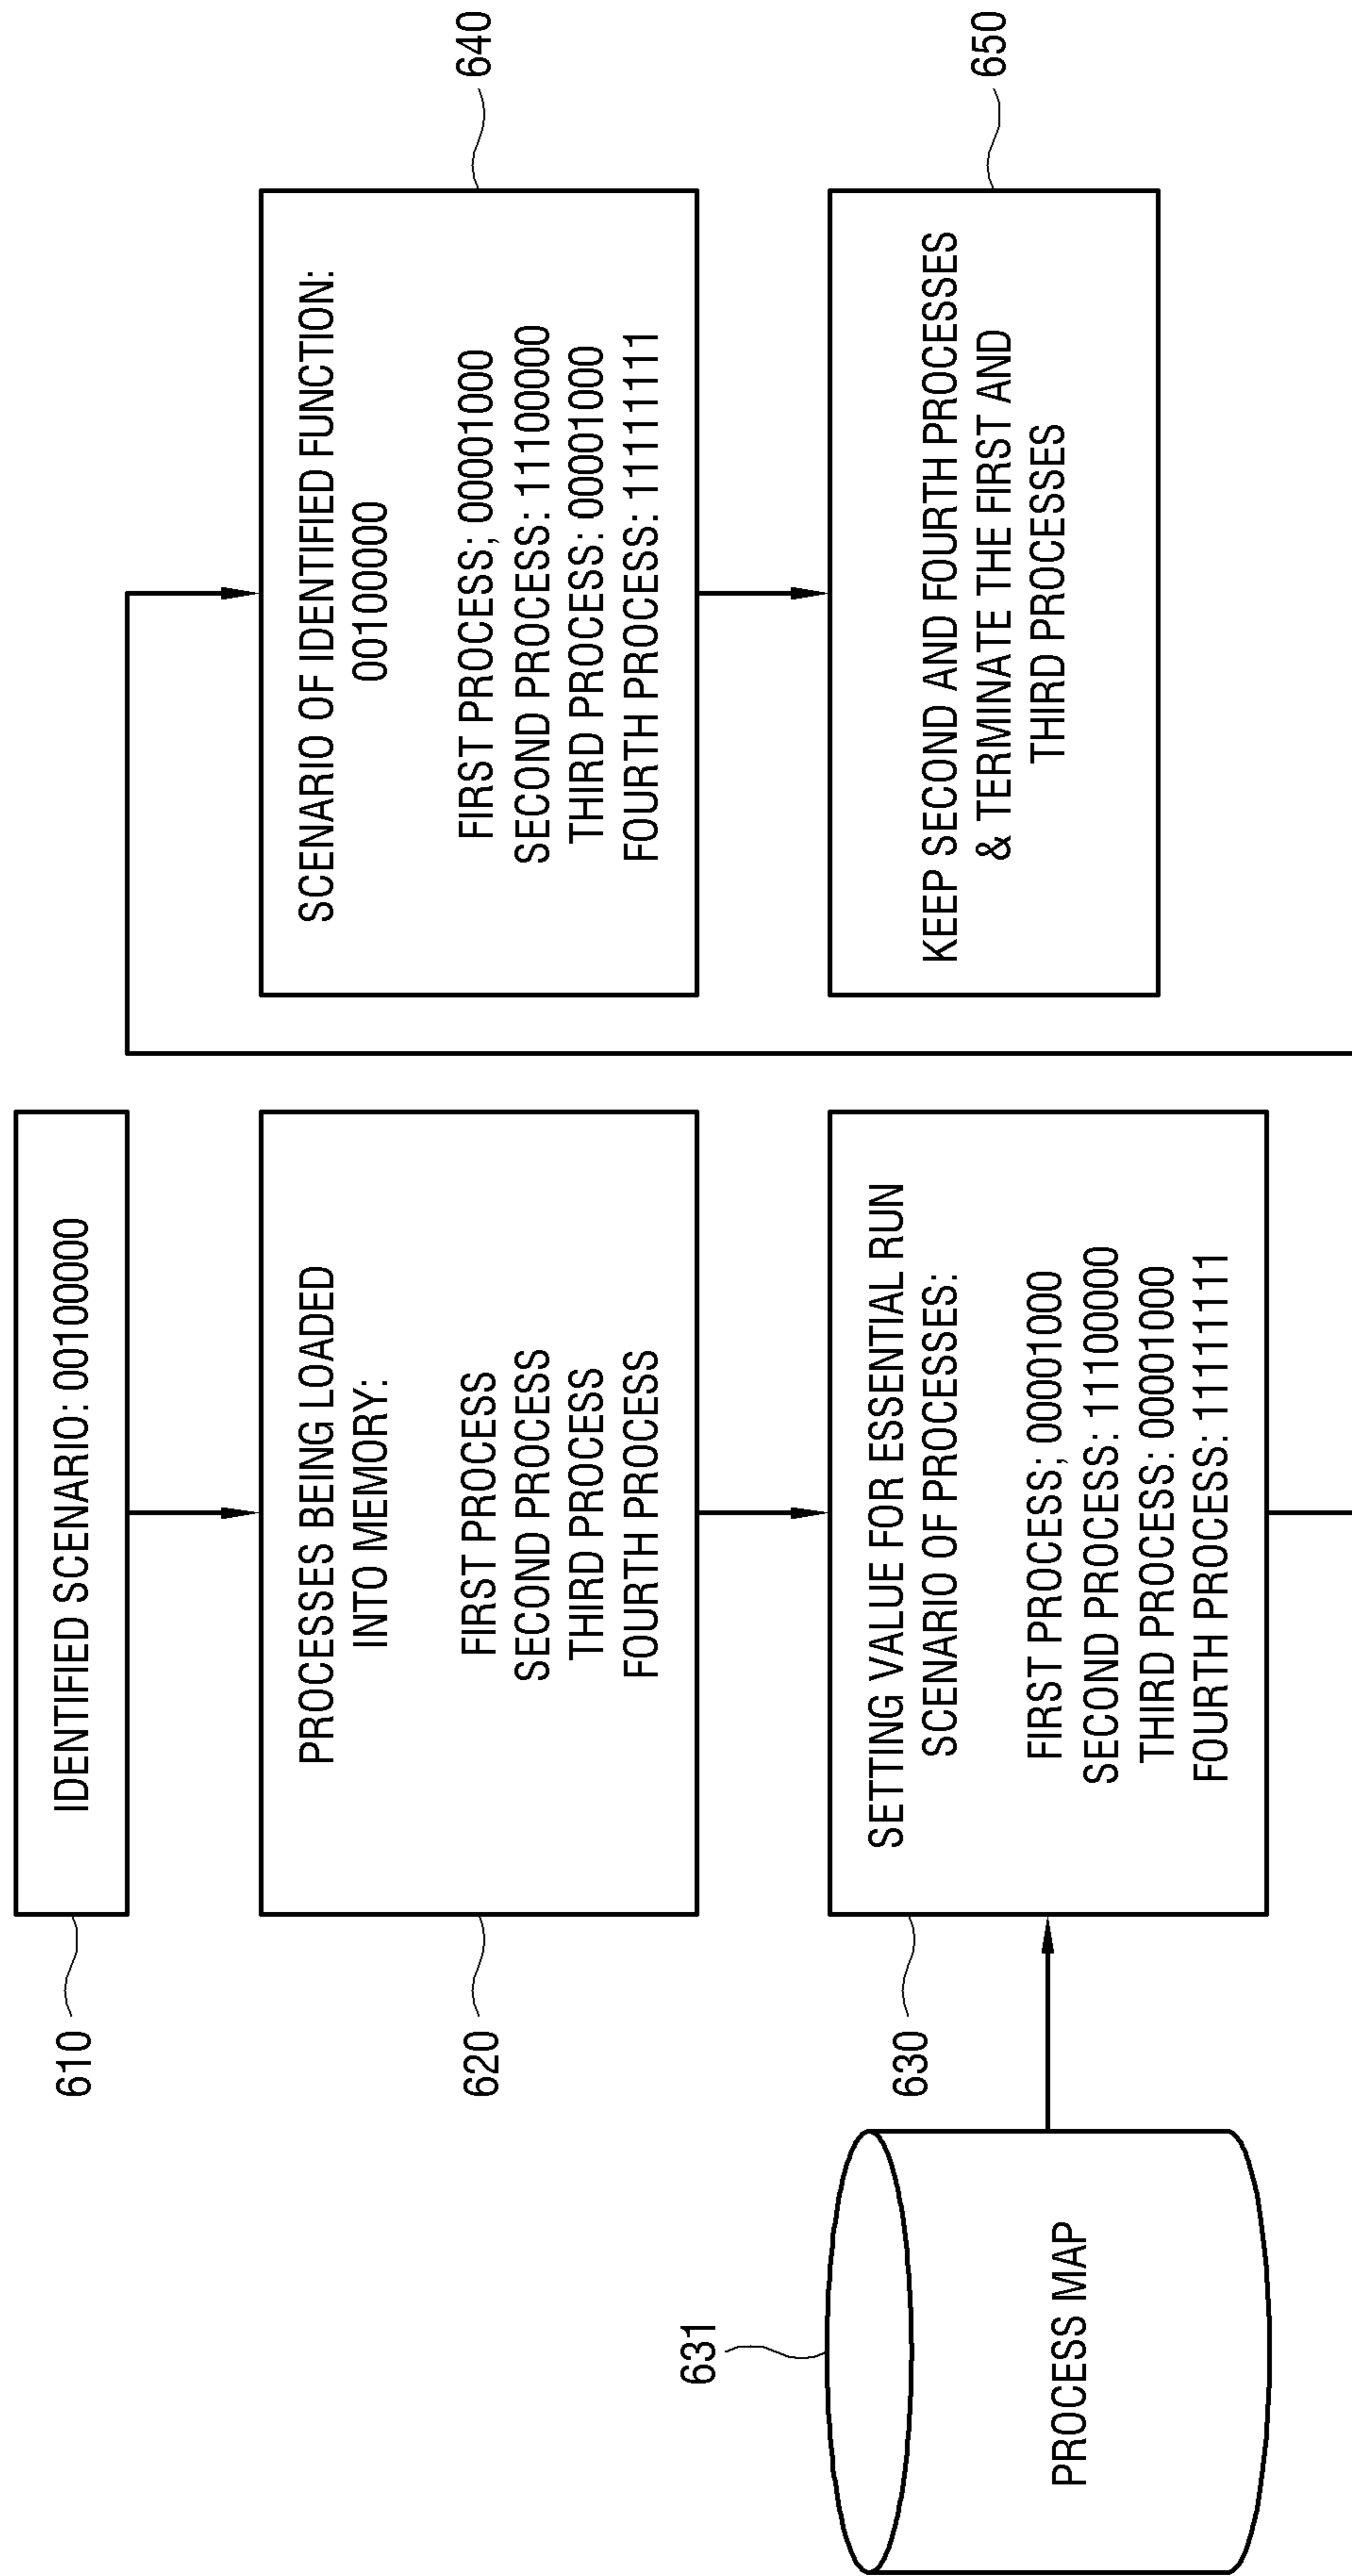 610
IDENTIFIED SCENARIO: 00100000
620
PROCESSES BEING LOADED
INTO MEMORY:
FIRST PROCESS
SECOND PROCESS
THIRD PROCESS
FOURTH PROCESS
631
PROCESS MAP
630
SETTING VALUE FOR ESSENTIAL RUN
SCENARIO OF PROCESSES:
FIRST PROCESS; 00001000
SECOND PROCESS: 11100000
THIRD PROCESS: 00001000
FOURTH PROCESS: 11111111
640
SCENARIO OF IDENTIFIED FUNCTION:
00100000
FIRST PROCESS; 00001000
SECOND PROCESS: 11100000
THIRD PROCESS: 00001000
FOURTH PROCESS: 11111111
650
KEEP SECOND AND FOURTH PROCESSES
& TERMINATE THE FIRST AND
THIRD PROCESSES